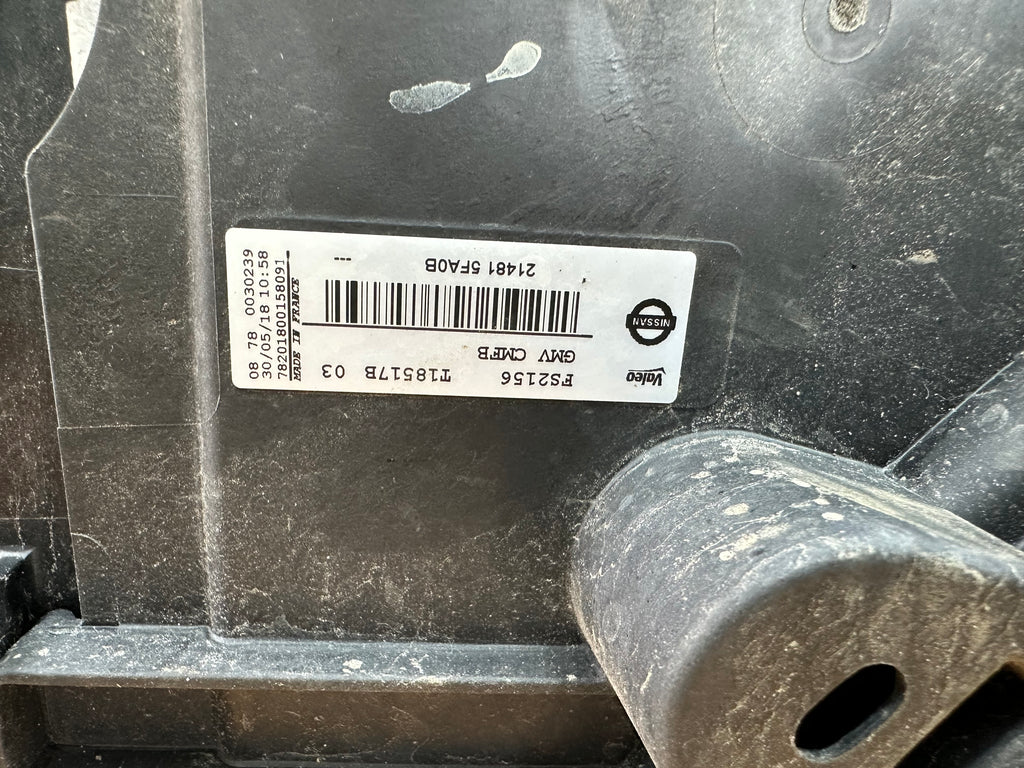 Valeo
FS2156 T18517B 03
GMV CMFB
NISSAN
21481 5FA0B ---
08 78 0030239
30/05/18 10:58
78201800158091
MADE IN FRANCE